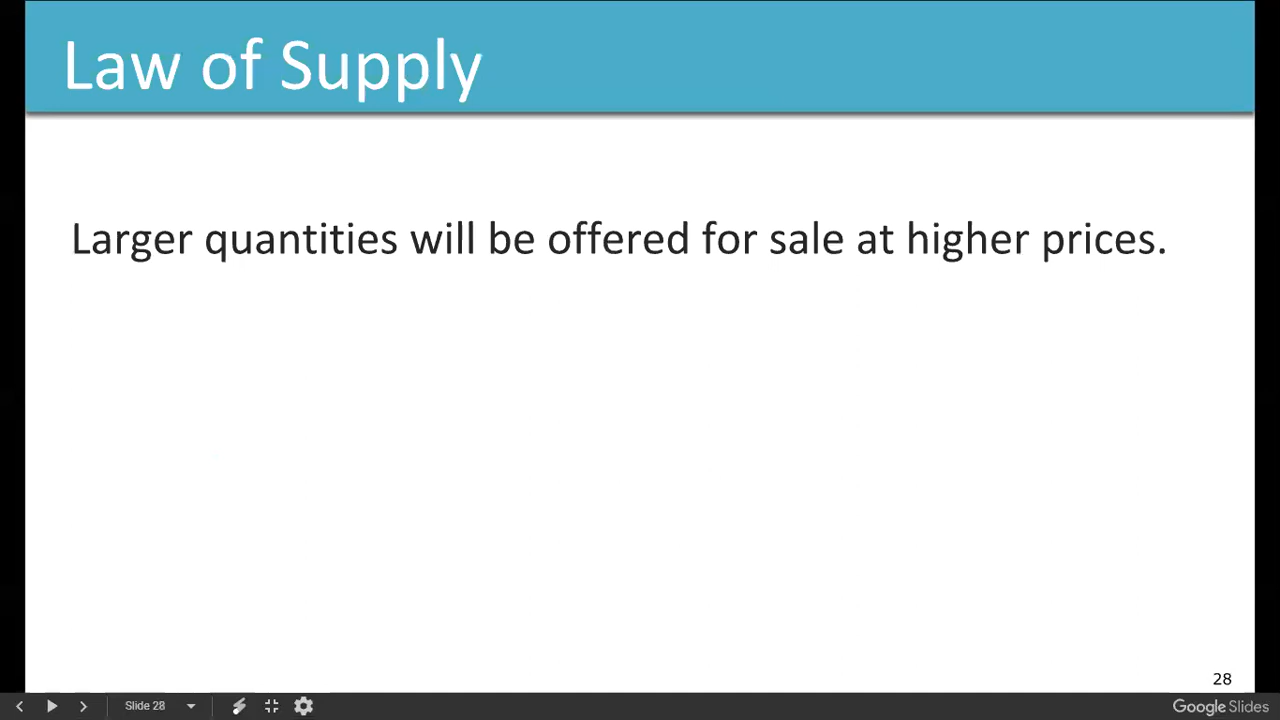 Law of Supply
Larger quantities will be offered for sale at higher prices.
28
Slide 28
Google Slides